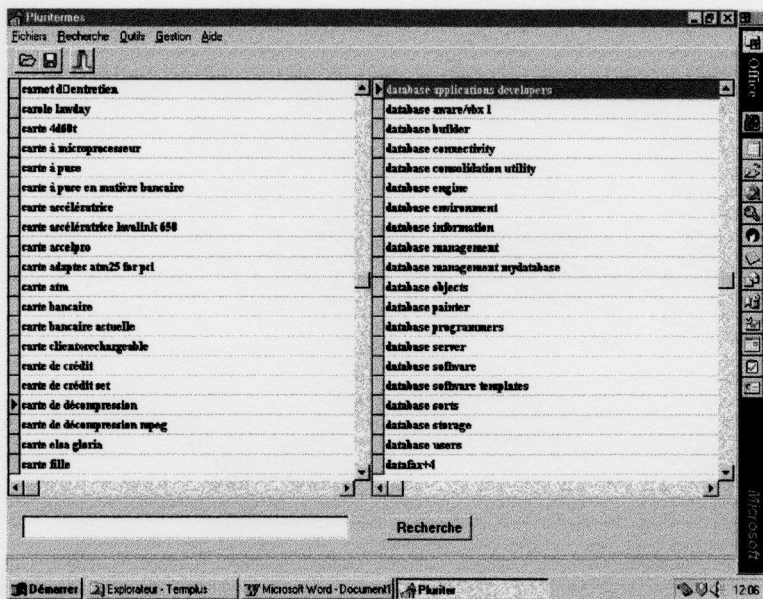 Pluritermes
Fichiers Recherche Outils Gestion Aide
carnet d□entretien
carole lawday
carte 4d60t
carte à microprocesseur
carte à puce
carte à puce en matière bancaire
carte accélératrice
carte accélératrice lavalink 650
carte accelpro
carte adaptec atm25 for pci
carte atm
carte bancaire
carte bancaire actuelle
carte clientorechargeable
carte de crédit
carte de crédit set
carte de décompression
carte de décompression mpeg
carte elsa gloria
carte fille
database applications developers
database aware/vbx 1
database builder
database connectivity
database consolidation utility
database engine
database environment
database information
database management
database management mydatabase
database objects
database painter
database programmers
database server
database software
database software templates
database sorts
database storage
database users
datafax+4
Recherche
Office
Microsoft
Démarrer
Explorateur - Termplus
Microsoft Word - Document1
Pluriter
12:06